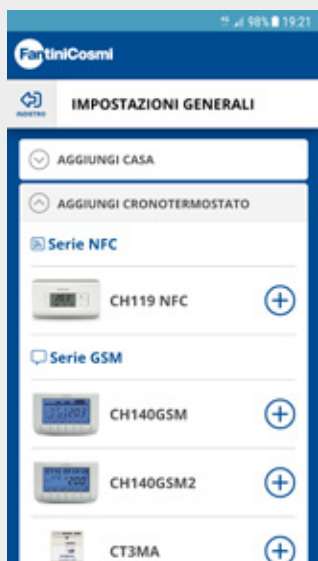 98% 19:21
FantiniCosmi
INDIETRO
IMPOSTAZIONI GENERALI
AGGIUNGI CASA
AGGIUNGI CRONOTERMOSTATO
Serie NFC
CH119 NFC
Serie GSM
CH140GSM
CH140GSM2
CT3MA